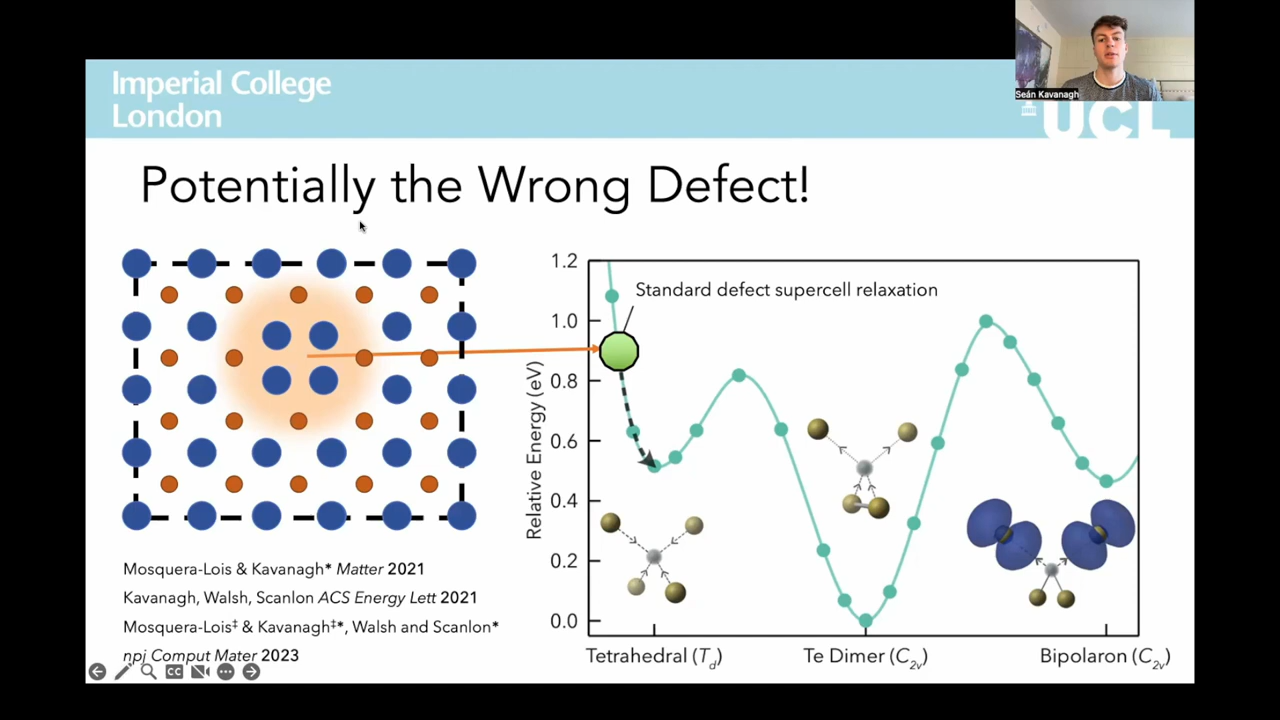 Imperial College
London
UCL
Seán Kavanagh
Potentially the Wrong Defect!
Standard defect supercell relaxation
Relative Energy (eV)
1.2
1.0
0.8
0.6
0.4
0.2
0.0
Tetrahedral (Td)
Te Dimer (C2v)
Bipolaron (C2v)
Mosquera-Lois & Kavanagh* Matter 2021
Kavanagh, Walsh, Scanlon ACS Energy Lett 2021
Mosquera-Lois‡ & Kavanagh‡*, Walsh and Scanlon*
npj Comput Mater 2023
CC